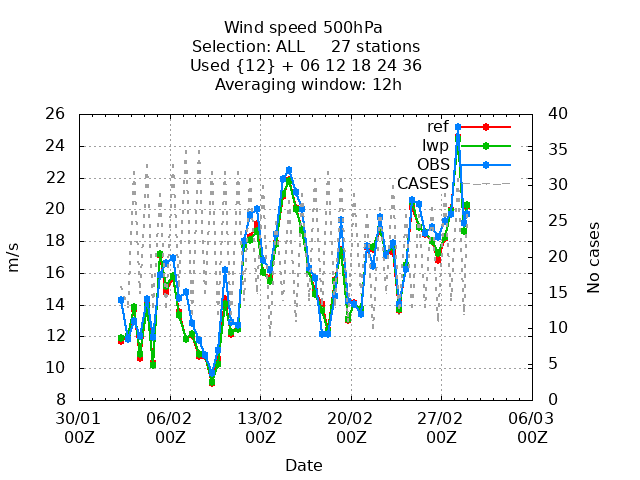 Wind speed 500hPa
Selection: ALL 27 stations
Used {12} + 06 12 18 24 36
Averaging window: 12h
26 40
24 35
22 30
20 25
18 20
16 15
14 10
12 5
10 0
8
ref
lwp
OBS
CASES
m/s
No cases
30/01 06/02 13/02 20/02 27/02 06/03
00Z 00Z 00Z 00Z 00Z 00Z
Date